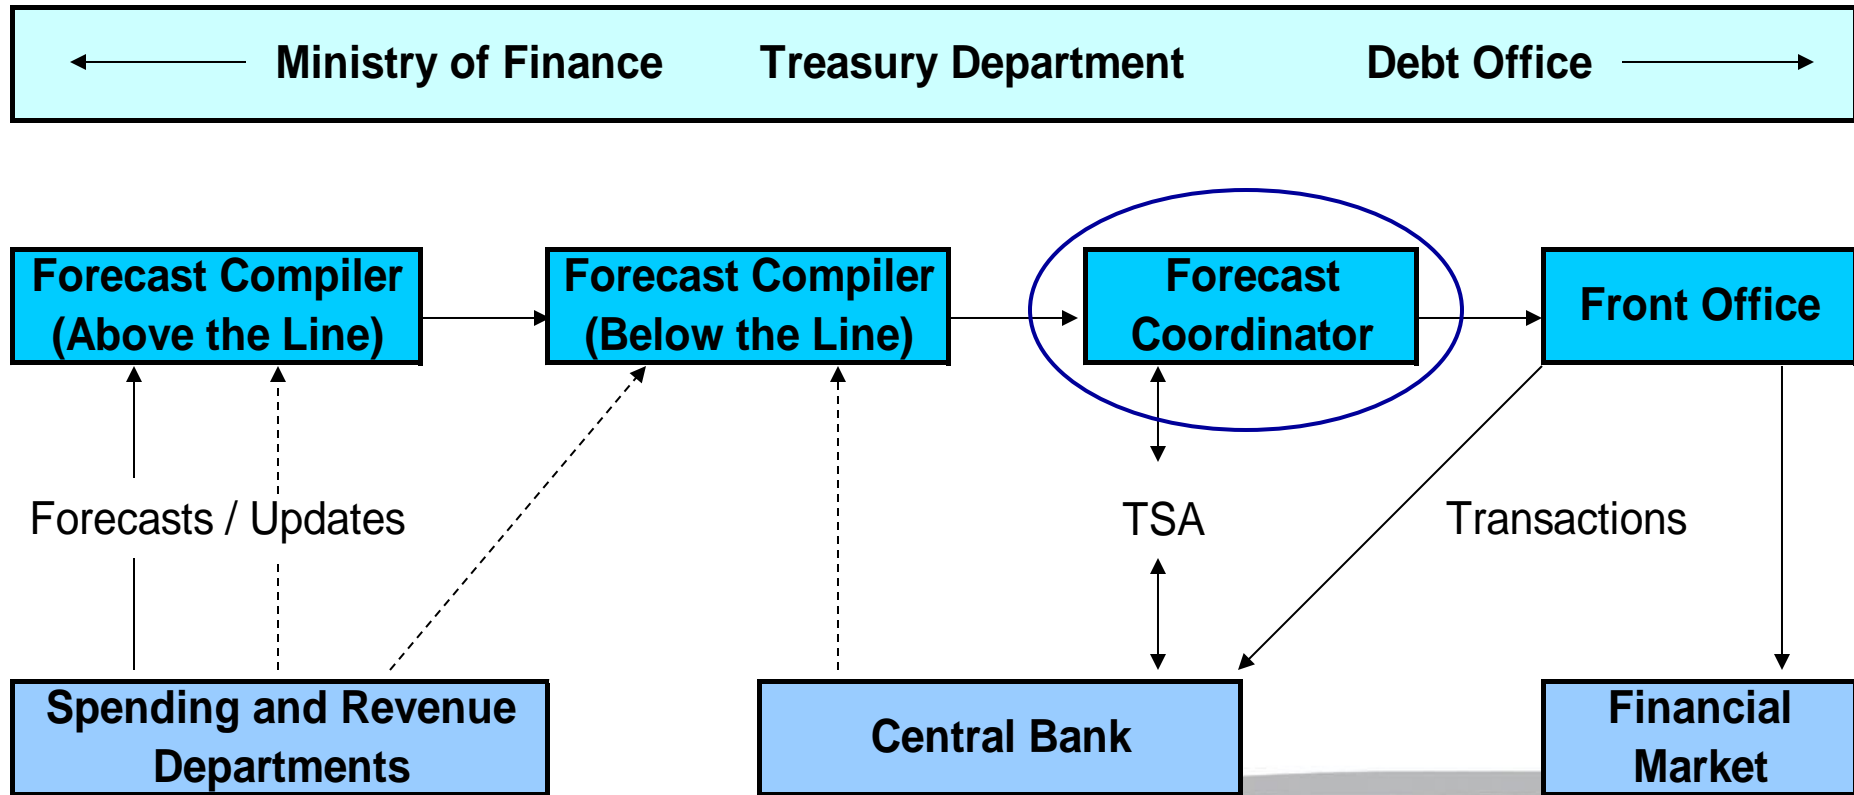 Ministry of Finance Treasury Department Debt Office
Forecast Compiler
(Above the Line)
Forecast Compiler
(Below the Line)
Forecast
Coordinator
Front Office
Forecasts / Updates
TSA
Transactions
Spending and Revenue
Departments
Central Bank
Financial
Market